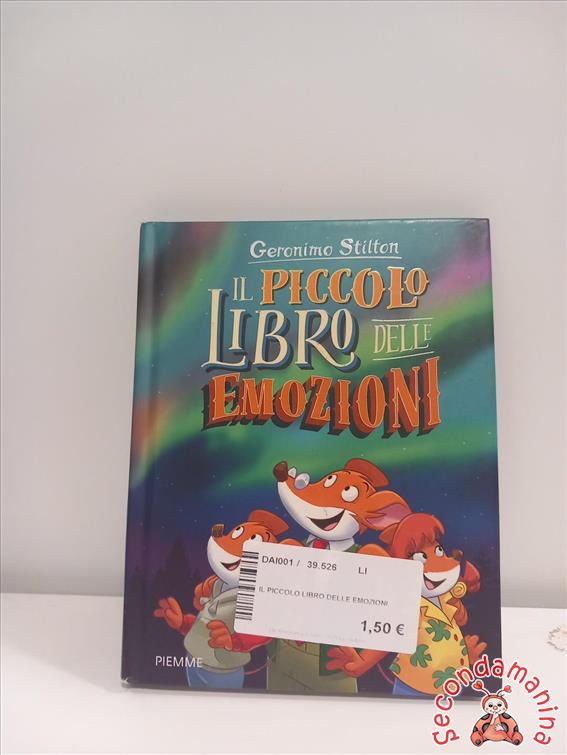 Geronimo Stilton
IL PICCOLO
LIBRO DELLE
EMOZIONI
DAI001 / 39.526 LI
IL PICCOLO LIBRO DELLE EMOZIONI
1,50 €
PIEMME
Secondamanina